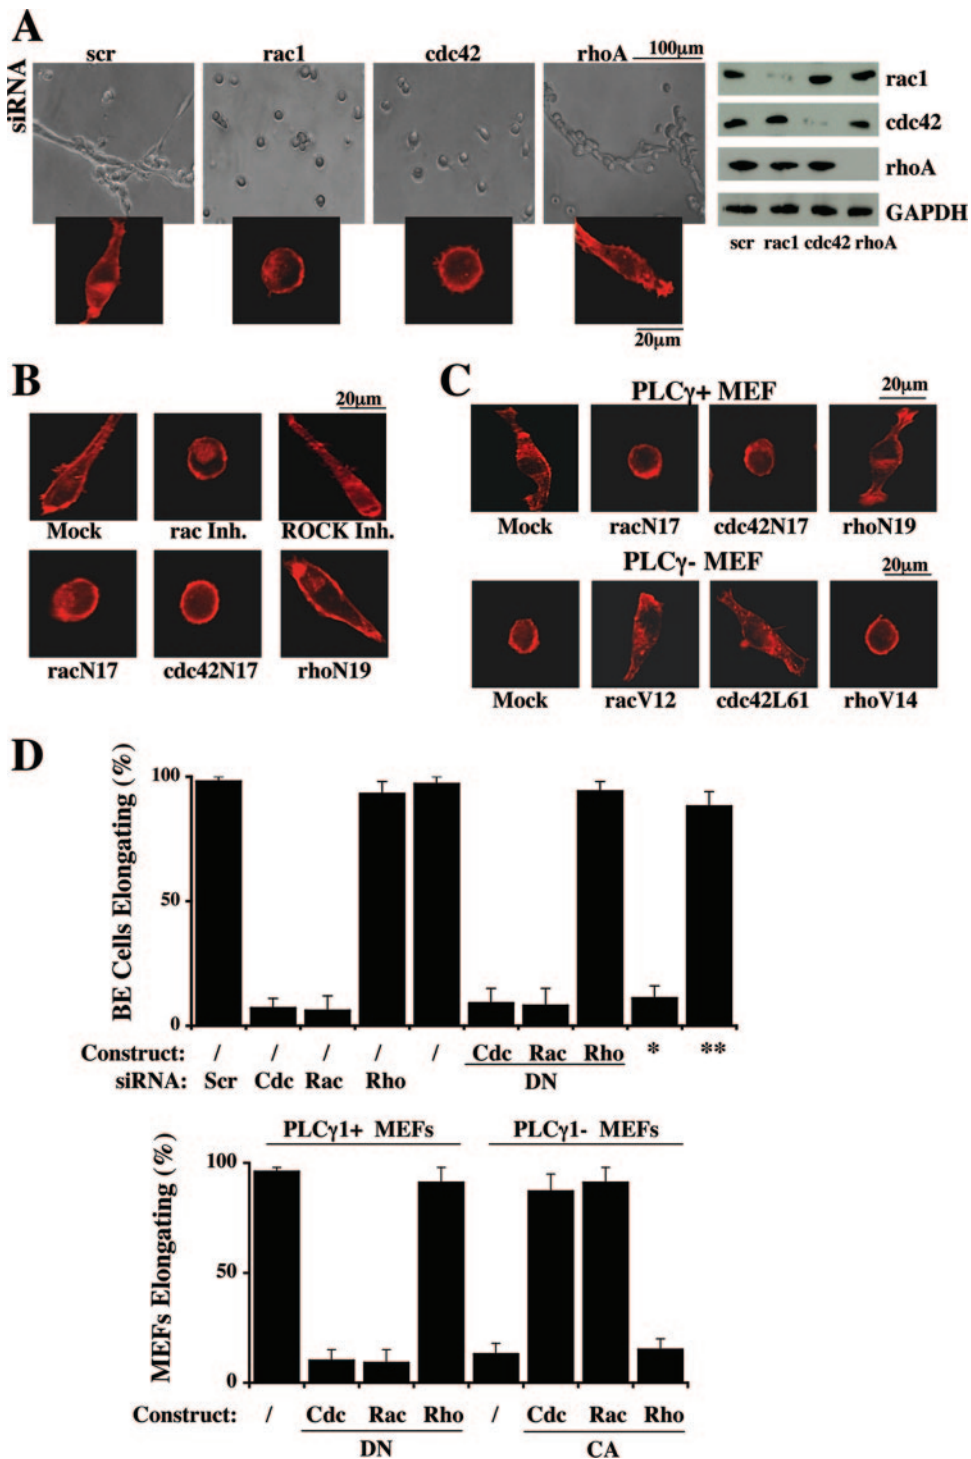 A
siRNA
scr rac1 cdc42 rhoA 100μm
rac1
cdc42
rhoA
GAPDH
scr rac1 cdc42 rhoA
20μm
B
20μm
Mock rac Inh. ROCK Inh.
racN17 cdc42N17 rhoN19
C
PLCγ+ MEF 20μm
Mock racN17 cdc42N17 rhoN19
PLCγ- MEF 20μm
Mock racV12 cdc42L61 rhoV14
D
BE Cells Elongating (%)
100
50
0
Construct: / / / / / Cdc Rac Rho * **
siRNA: Scr Cdc Rac Rho DN
PLCγ1+ MEFs PLCγ1- MEFs
MEFs Elongating (%)
100
50
0
Construct: / Cdc Rac Rho / Cdc Rac Rho
DN CA